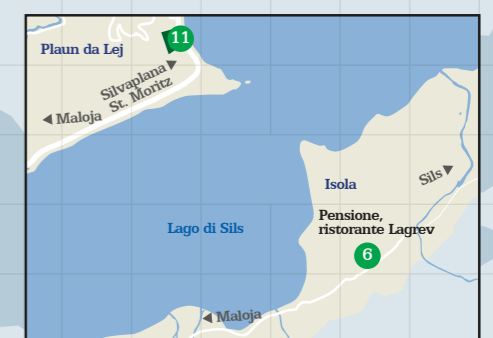 11
Plaun da Lej
Silvaplana
St. Moritz
Maloja
Sils
Isola
Pensione,
ristorante Lagrev
Lago di Sils
6
Maloja